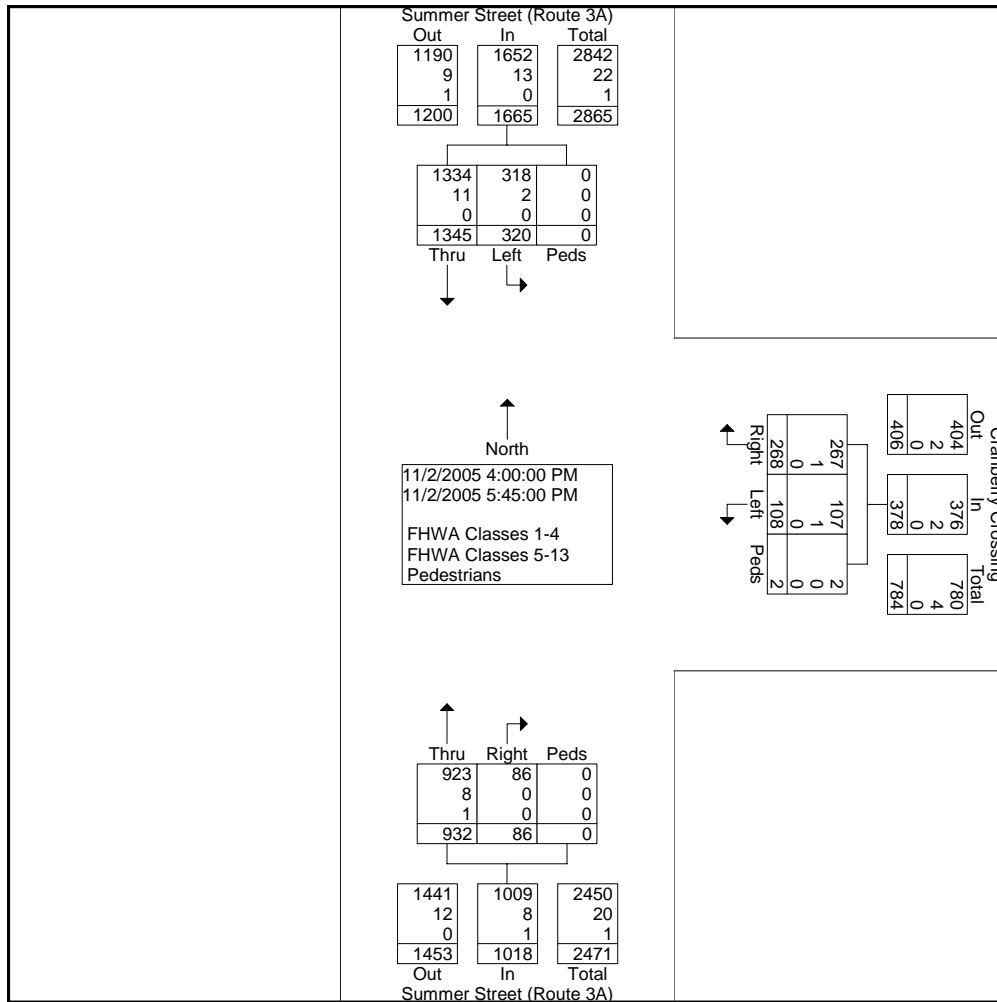 Summer Street (Route 3A)
Out In Total
1190 1652 2842
9 13 22
1 0 1
1200 1665 2865
1334 318 0
11 2 0
0 0 0
1345 320 0
Thru Left Peds
North
11/2/2005 4:00:00 PM
11/2/2005 5:45:00 PM
FHWA Classes 1-4
FHWA Classes 5-13
Pedestrians
Cranberry Crossing
Out In Total
404 376 780
2 2 4
0 0 0
406 378 784
267 107 2
1 1 0
0 0 0
268 108 2
Right Left Peds
Thru Right Peds
923 86 0
8 0 0
1 0 0
932 86 0
1441 1009 2450
12 8 20
0 1 1
1453 1018 2471
Out In Total
Summer Street (Route 3A)